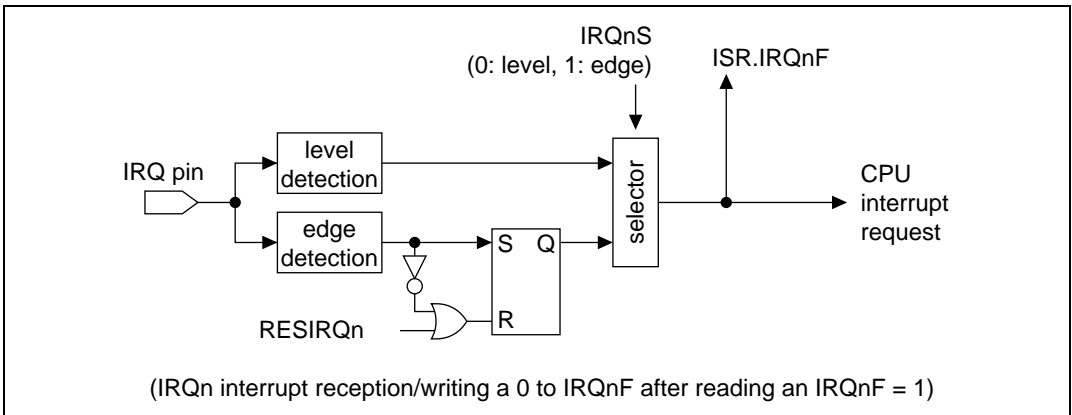 IRQnS
(0: level, 1: edge)
ISR.IRQnF
IRQ pin
level
detection
edge
detection
S Q
R
RESIRQn
selector
CPU
interrupt
request
(IRQn interrupt reception/writing a 0 to IRQnF after reading an IRQnF = 1)